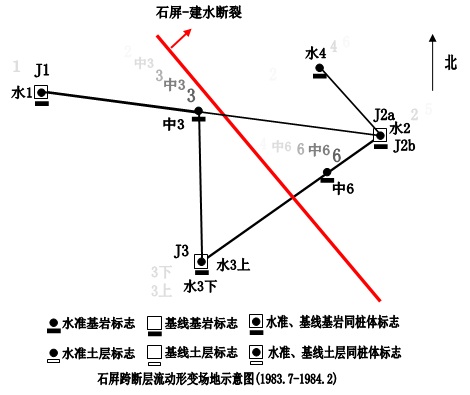 石屏-建水断裂
水4
4
6
北
2
中3
3
中3
3
1
J1
水1
2
中3
J2a
水2
J2b
2
5
中6
6
中6
6
中6
J3
水3上
水3下
3下
3上
水准基岩标志
基线基岩标志
水准、基线基岩同桩体标志
水准土层标志
基线土层标志
水准、基线土层同桩体标志
石屏跨断层流动形变场地示意图(1983.7-1984.2)